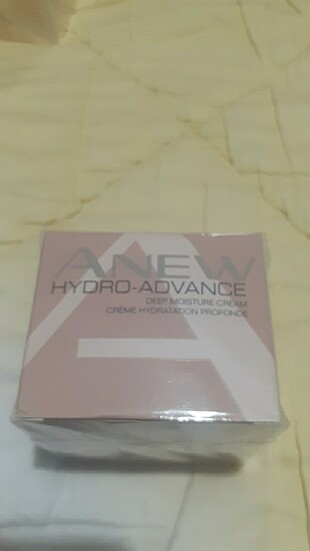 ANEW
HYDRO-ADVANCE
DEEP MOISTURE CREAM
CRÈME HYDRATATION PROFONDE